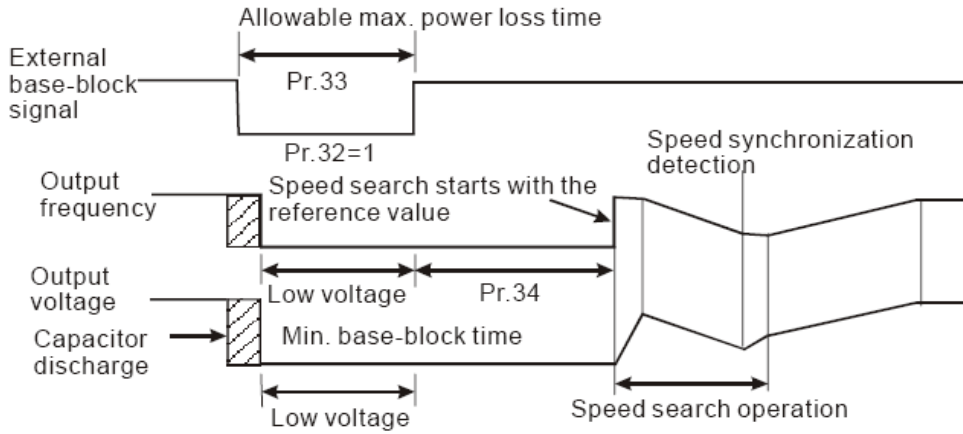 Allowable max. power loss time
External
base-block
signal
Pr.33
Pr.32=1
Speed synchronization
detection
Output
frequency
Speed search starts with the
reference value
Output
voltage
Low voltage
Pr.34
Capacitor
discharge
Min. base-block time
Low voltage
Speed search operation